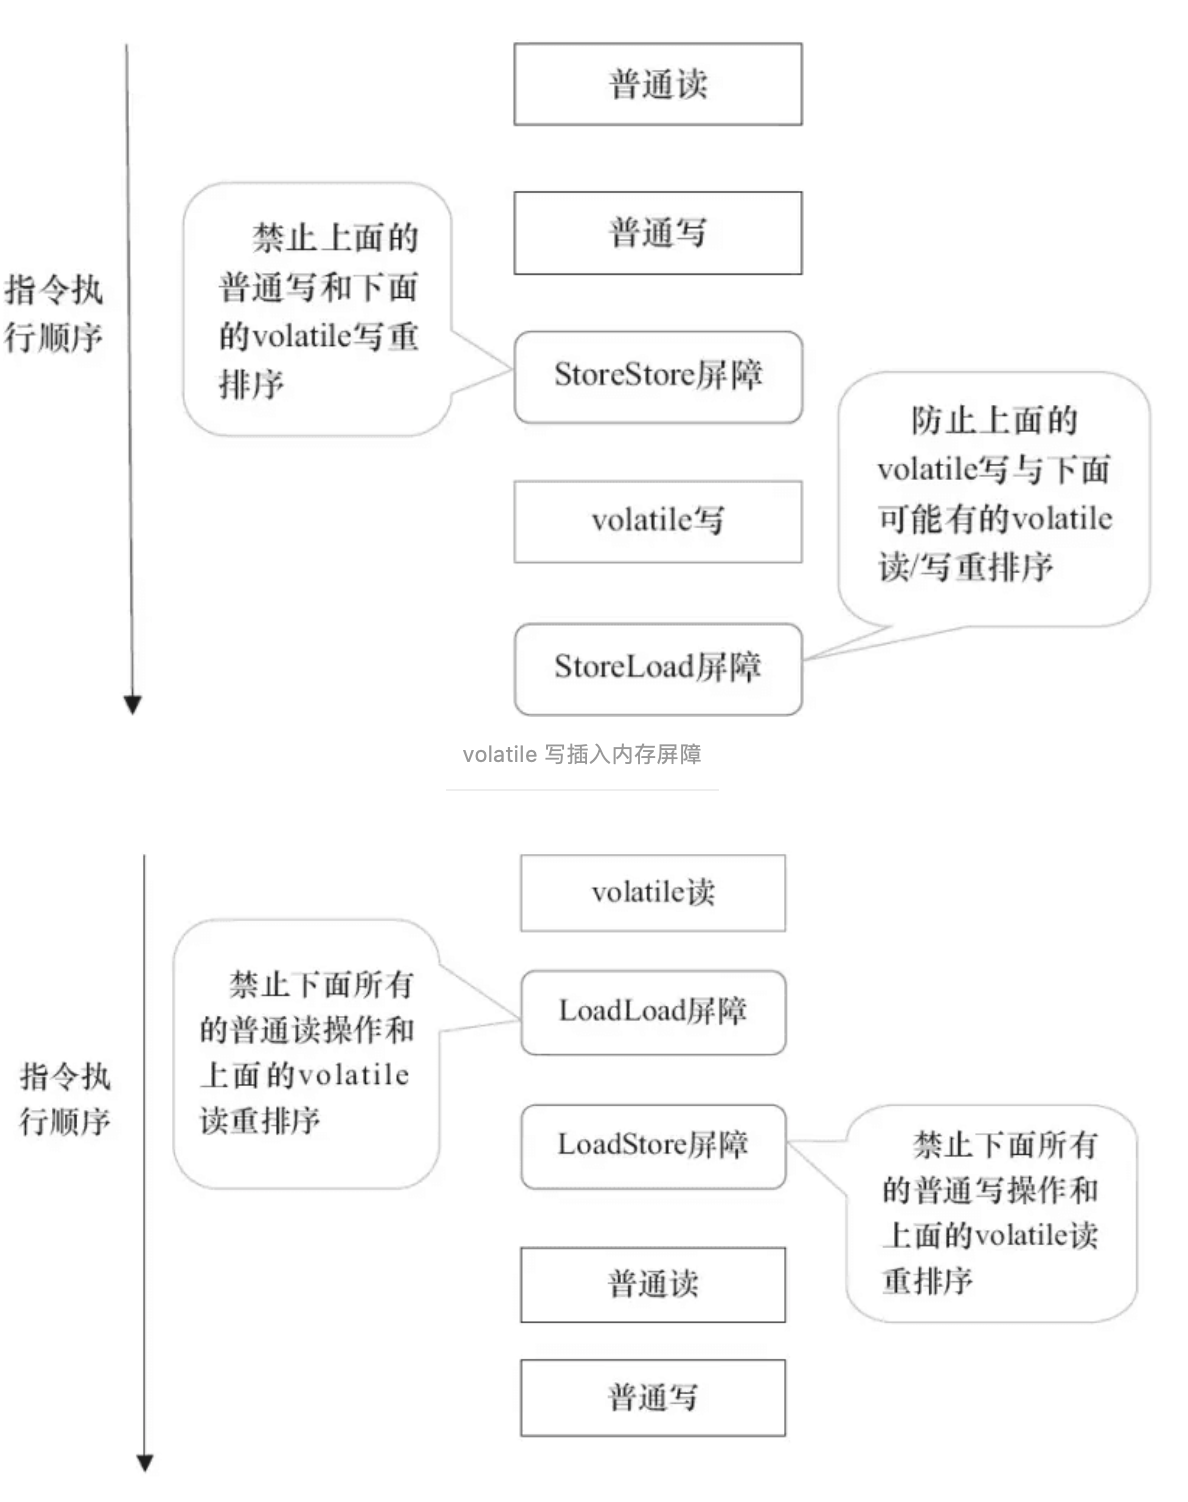 普通读
普通写
禁止上面的
普通写和下面
的volatile写重
排序
指令执
行顺序
StoreStore屏障
防止上面的
volatile写与下面
可能有的volatile
读/写重排序
volatile写
StoreLoad屏障
volatile 写插入内存屏障
volatile读
禁止下面所有
的普通读操作和
上面的volatile
读重排序
LoadLoad屏障
指令执
行顺序
LoadStore屏障
禁止下面所有
的普通写操作和
上面的volatile读
重排序
普通读
普通写